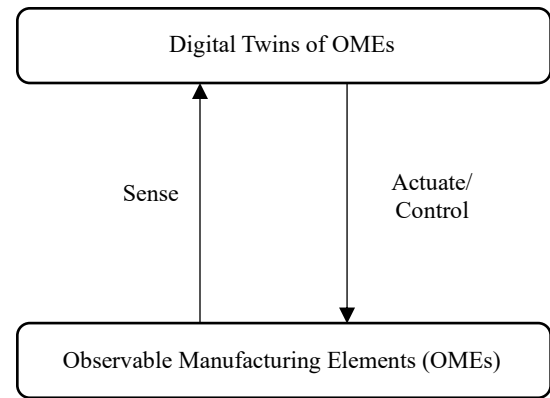 Digital Twins of OMEs
Sense
Actuate/
Control
Observable Manufacturing Elements (OMEs)